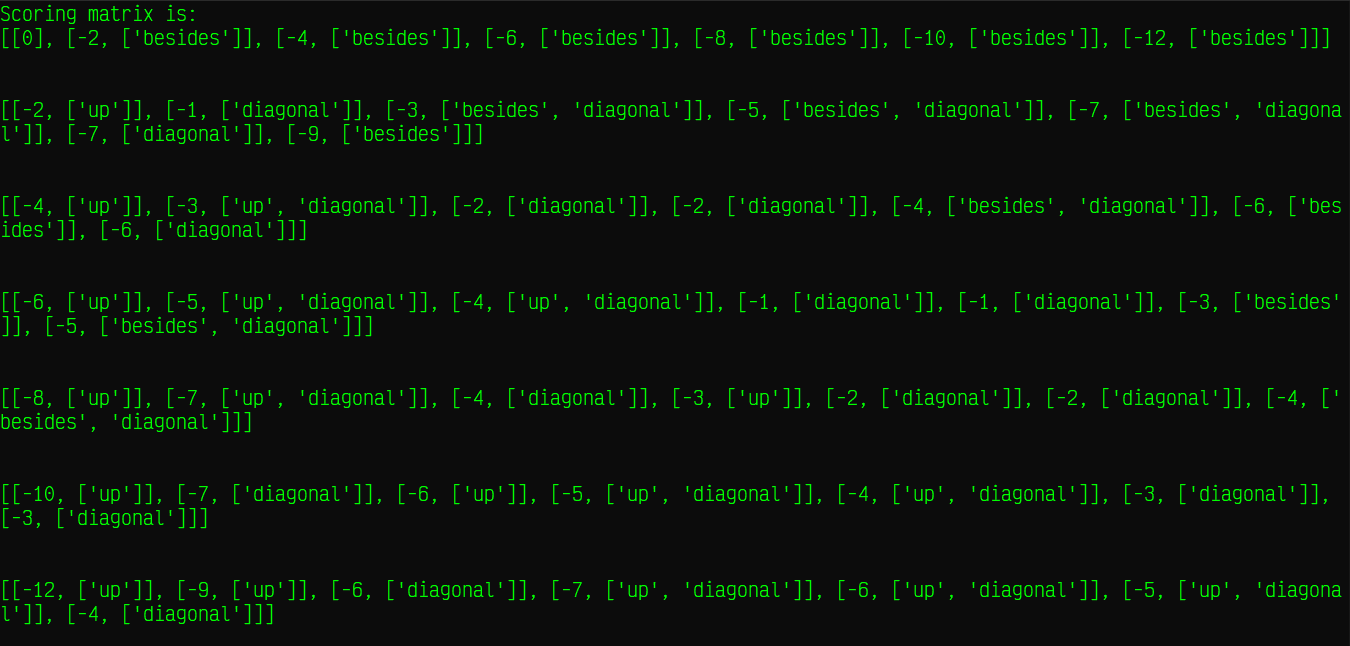 Scoring matrix is:
[[0], [-2, ['besides']], [-4, ['besides']], [-6, ['besides']], [-8, ['besides']], [-10, ['besides']], [-12, ['besides']]]
[[-2, ['up']], [-1, ['diagonal']], [-3, ['besides', 'diagonal']], [-5, ['besides', 'diagonal']], [-7, ['besides', 'diagona
l']], [-7, ['diagonal']], [-9, ['besides']]]
[[-4, ['up']], [-3, ['up', 'diagonal']], [-2, ['diagonal']], [-2, ['diagonal']], [-4, ['besides', 'diagonal']], [-6, ['bes
ides']], [-6, ['diagonal']]]
[[-6, ['up']], [-5, ['up', 'diagonal']], [-4, ['up', 'diagonal']], [-1, ['diagonal']], [-1, ['diagonal']], [-3, ['besides'
]], [-5, ['besides', 'diagonal']]]
[[-8, ['up']], [-7, ['up', 'diagonal']], [-4, ['diagonal']], [-3, ['up']], [-2, ['diagonal']], [-2, ['diagonal']], [-4, ['
besides', 'diagonal']]]
[[-10, ['up']], [-7, ['diagonal']], [-6, ['up']], [-5, ['up', 'diagonal']], [-4, ['up', 'diagonal']], [-3, ['diagonal']],
[-3, ['diagonal']]]
[[-12, ['up']], [-9, ['up']], [-6, ['diagonal']], [-7, ['up', 'diagonal']], [-6, ['up', 'diagonal']], [-5, ['up', 'diagona
l']], [-4, ['diagonal']]]